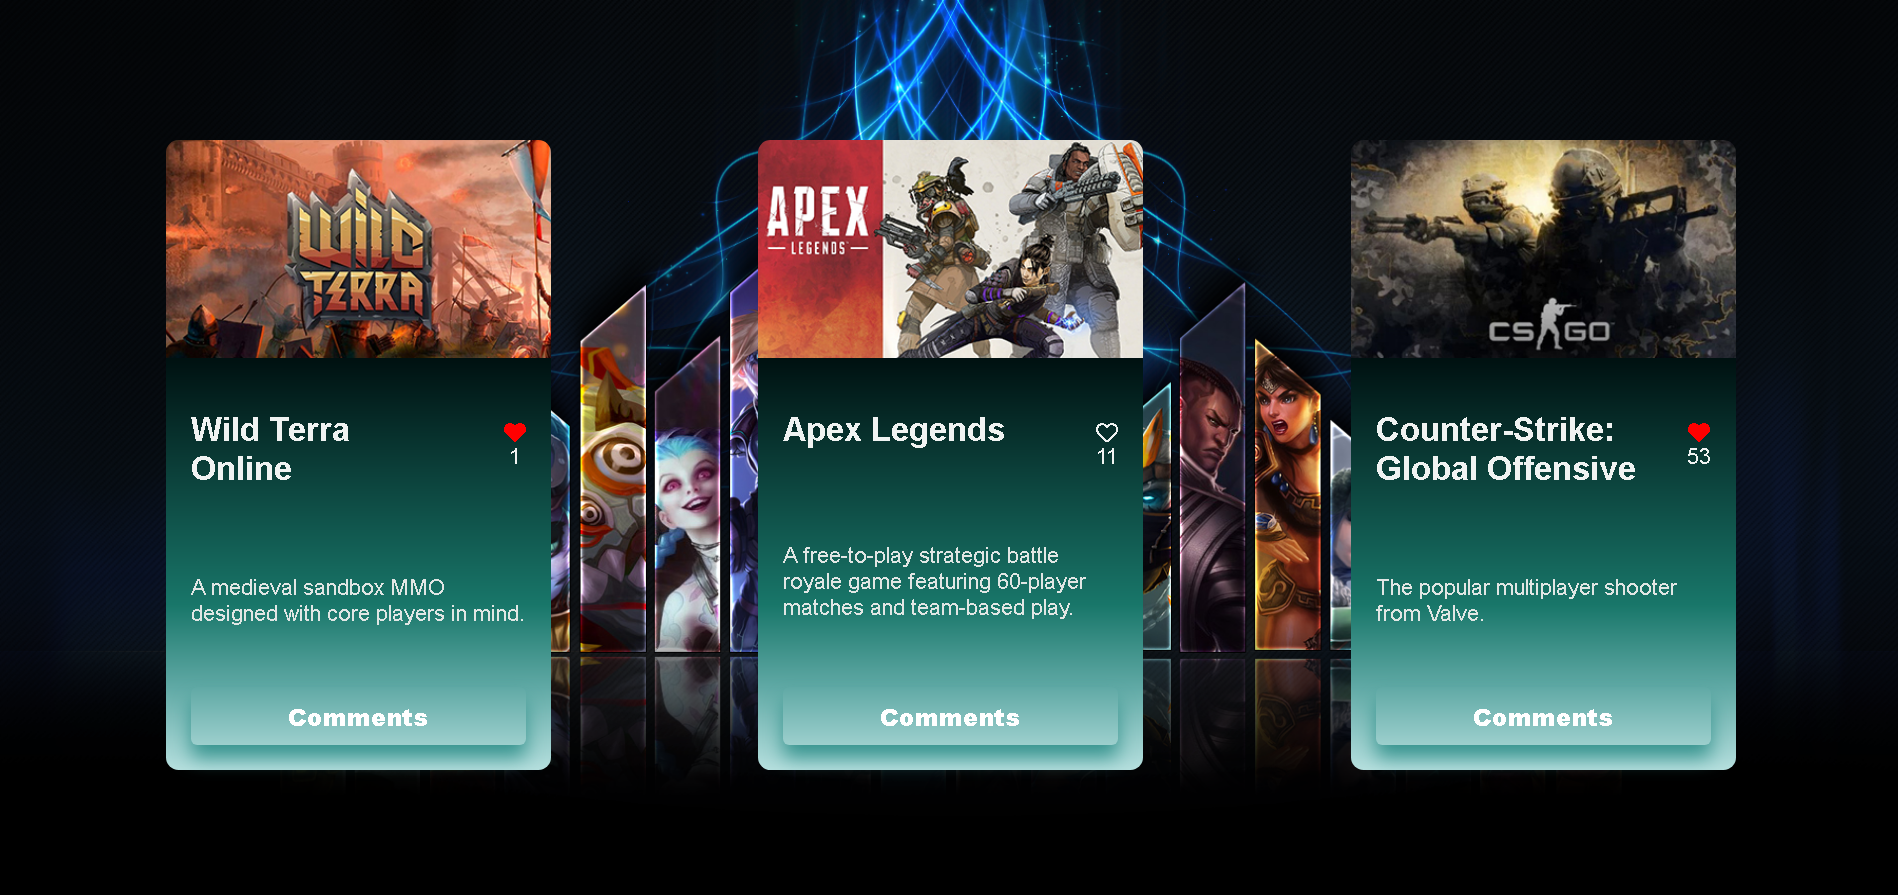 WILD
TERRA
Wild Terra
Online
1
A medieval sandbox MMO
designed with core players in mind.
Comments
APEX
LEGENDS
Apex Legends
11
A free-to-play strategic battle
royale game featuring 60-player
matches and team-based play.
Comments
CS GO
Counter-Strike:
Global Offensive
53
The popular multiplayer shooter
from Valve.
Comments